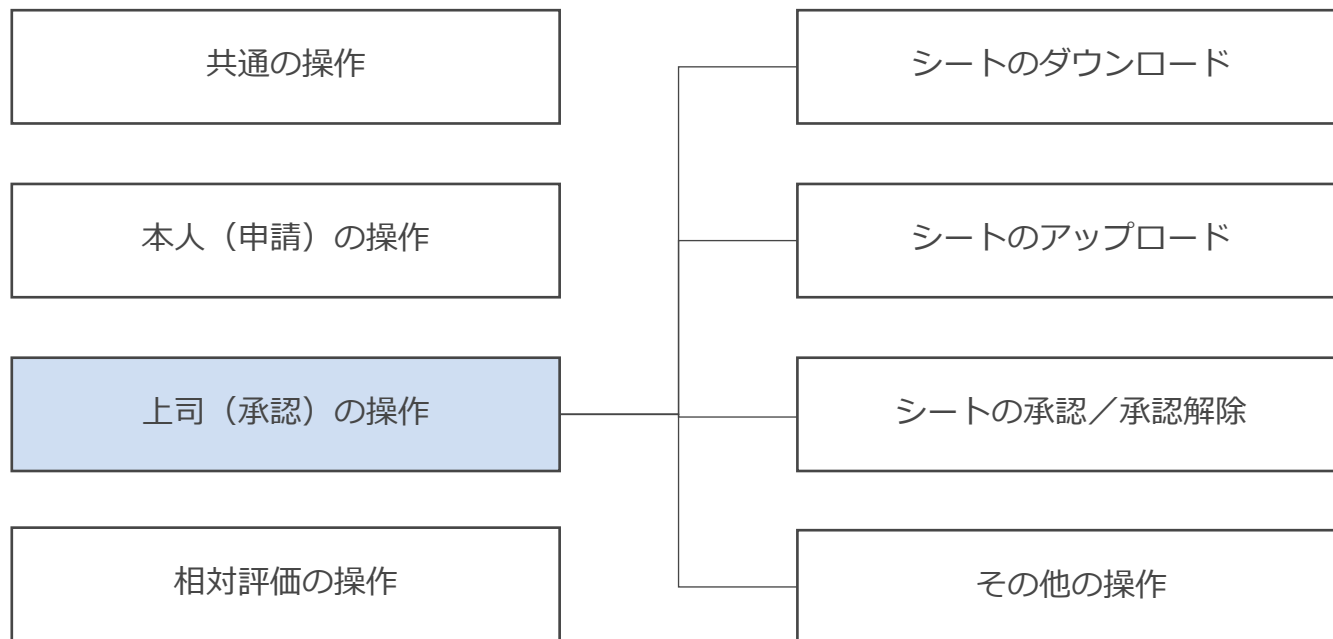 共通の操作
本人（申請）の操作
上司（承認）の操作
相対評価の操作
シートのダウンロード
シートのアップロード
シートの承認／承認解除
その他の操作